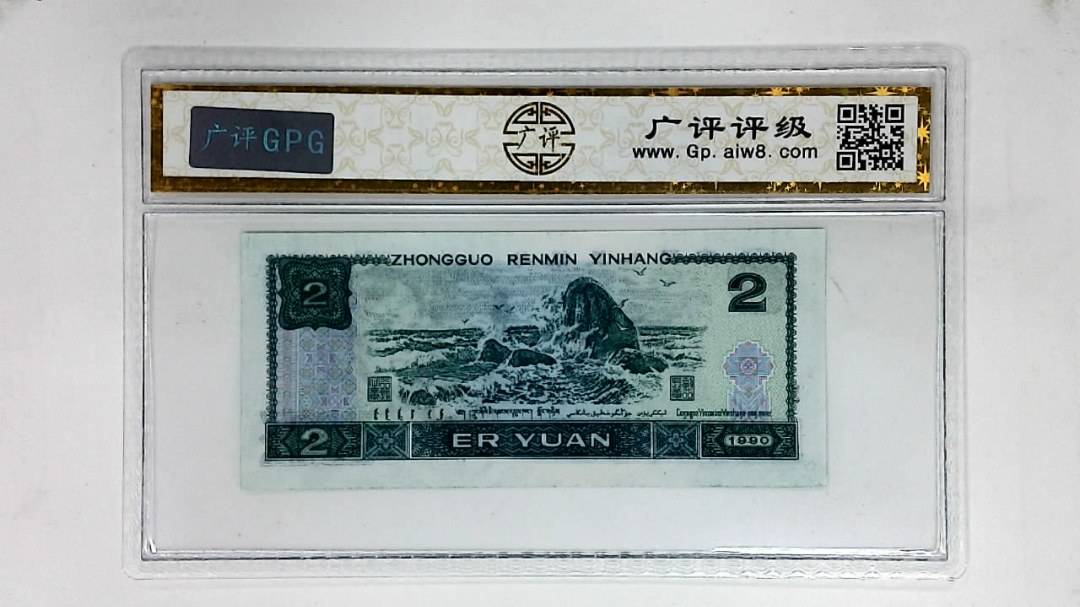 广评GPG
广评
广评评级
www.Gp.aiw8.com
ZHONGGUO RENMIN YINHANG
2
2
2
ER YUAN
1990